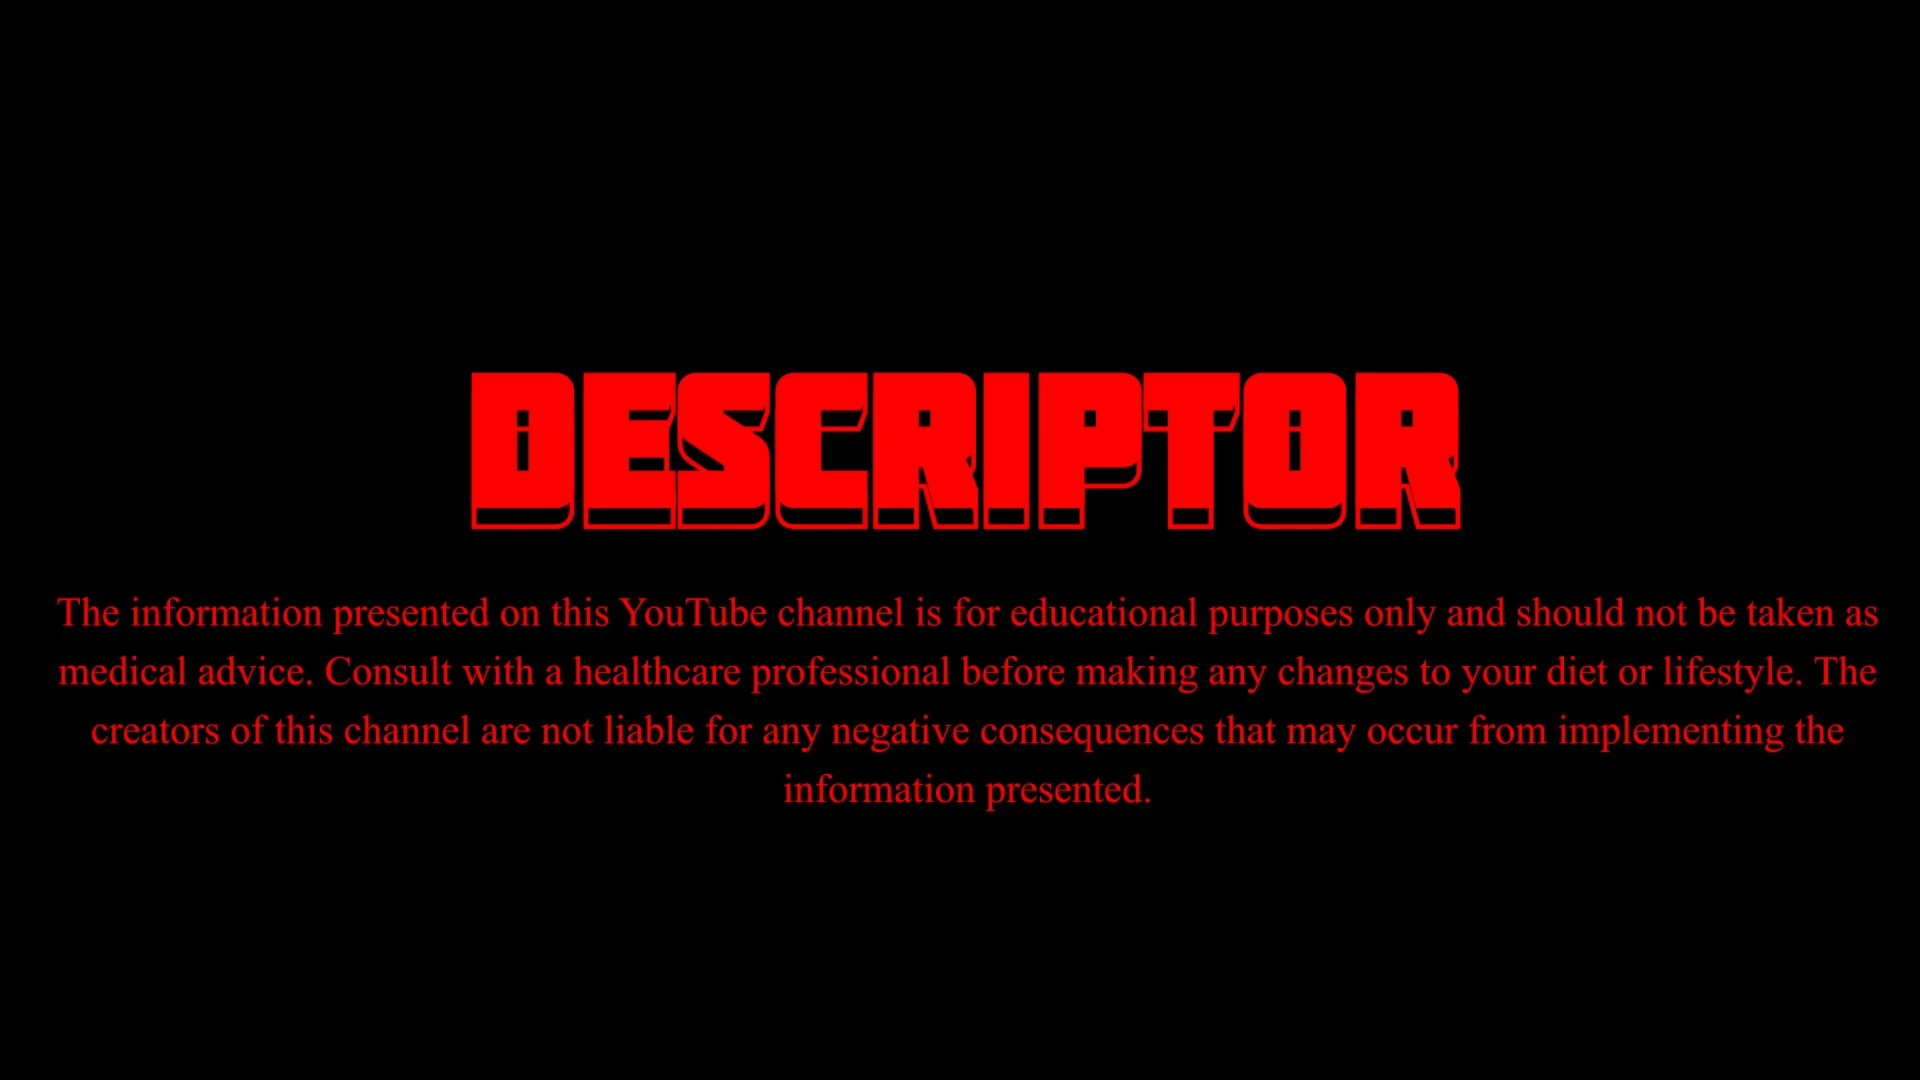 DESCRIPTOR
The information presented on this YouTube channel is for educational purposes only and should not be taken as
medical advice. Consult with a healthcare professional before making any changes to your diet or lifestyle. The
creators of this channel are not liable for any negative consequences that may occur from implementing the
information presented.